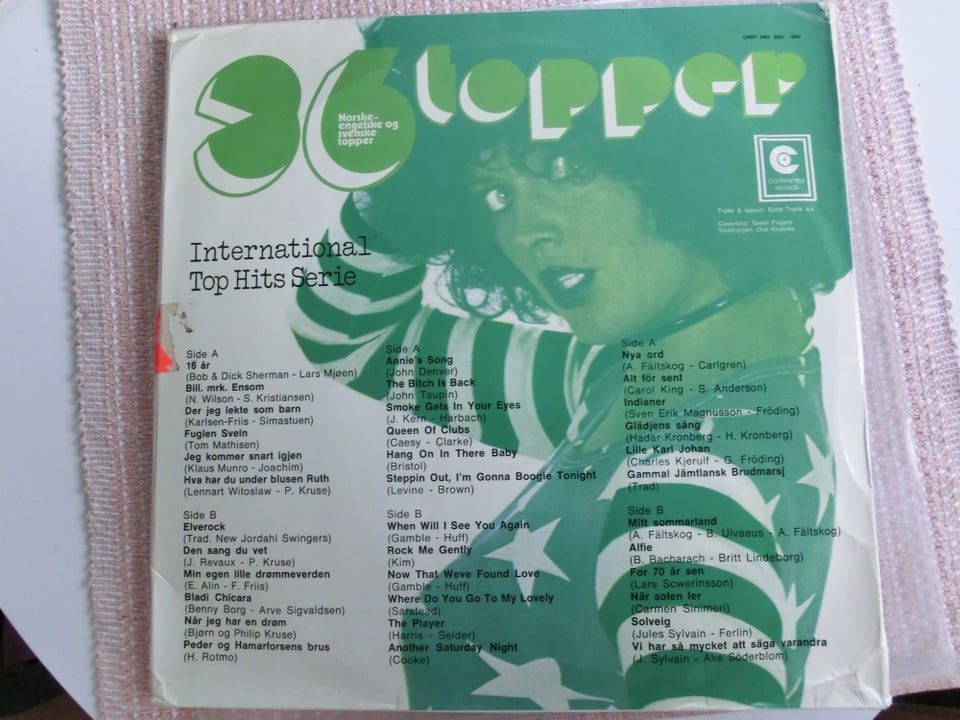 36 topper
Norske-
engelske og
svenske
topper
continental
records
Trykk & layout: Eure Trykk a.s
Coverfoto: Svein Finjarn
Illustrasjon: Ove Kvalnes
International
Top Hits Serie
Side A
16 år
(Bob & Dick Sherman - Lars Mjøen)
Bill. mrk. Ensom
(N. Wilson - S. Kristiansen)
Der jeg lekte som barn
(Karlsen-Friis - Simastuen)
Fuglen Svein
(Tom Mathisen)
Jeg kommer snart igjen
(Klaus Munro - Joachim)
Hva har du under blusen Ruth
(Lennart Witoslaw - P. Kruse)
Side B
Elverock
(Trad. New Jordahl Swingers)
Den sang du vet
(J. Revaux - P. Kruse)
Min egen lille drømmeverden
(E. Alin - F. Friis)
Bladi Chicara
(Benny Borg - Arve Sigvaldsen)
Når jeg har en drøm
(Bjørn og Philip Kruse)
Peder og Hamarforsens brus
(H. Rotmo)
Side A
Annie's Song
(John Denver)
The Bitch Is Back
(John Taupin)
Smoke Gets In Your Eyes
(J. Kern - Harbach)
Queen Of Clubs
(Caesy - Clarke)
Hang On In There Baby
(Bristol)
Steppin Out, I'm Gonna Boogie Tonight
(Levine - Brown)
Side B
When Will I See You Again
(Gamble - Huff)
Rock Me Gently
(Kim)
Now That Weve Found Love
(Gamble - Huff)
Where Do You Go To My Lovely
(Sarstead)
The Player
(Harris - Selder)
Another Saturday Night
(Cooke)
Side A
Nya ord
(A. Fältskog - Carlgren)
Alt för sent
(Carol King - S. Anderson)
Indianer
(Sven Erik Magnusson - Fröding)
Glädjens sång
(Hadar Kronberg - H. Kronberg)
Lille Karl Johan
(Charles Kjerulf - G. Fröding)
Gammal Jämtlansk Brudmarsj
(Trad)
Side B
Mitt sommarland
(A. Fältskog - B. Ulvaeus - A. Fältskog)
Alfie
(B. Bacharach - Britt Lindeborg)
For 70 år sen
(Lars Scwerinsson)
När solen ler
(Carmen Sinimeri)
Solveig
(Jules Sylvain - Ferlin)
Vi har så mycket att säga varandra
(J. Sylvain - Ake Söderblom)